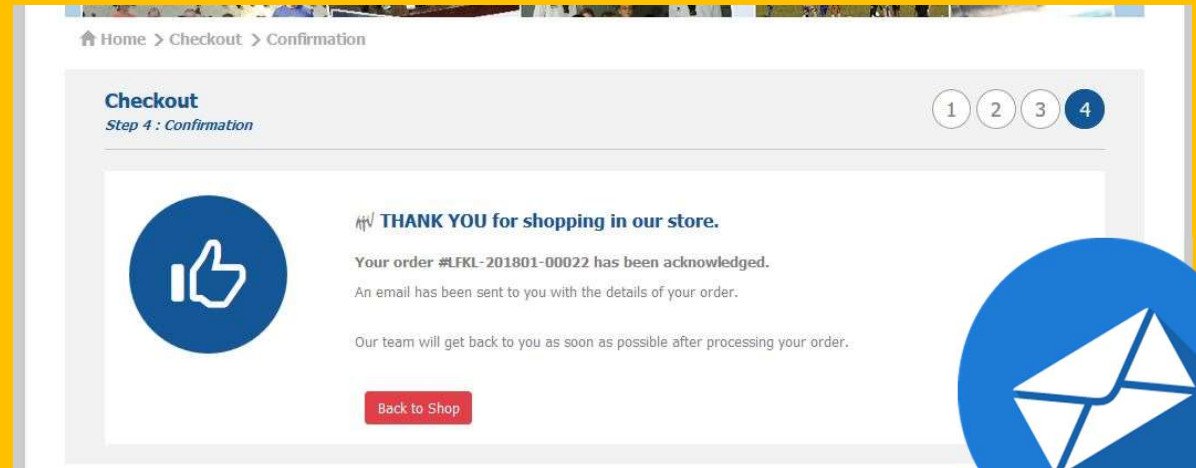 Home > Checkout > Confirmation
Checkout
Step 4 : Confirmation
1 2 3 4
THANK YOU for shopping in our store.
Your order #LFKL-201801-00022 has been acknowledged.
An email has been sent to you with the details of your order.
Our team will get back to you as soon as possible after processing your order.
Back to Shop